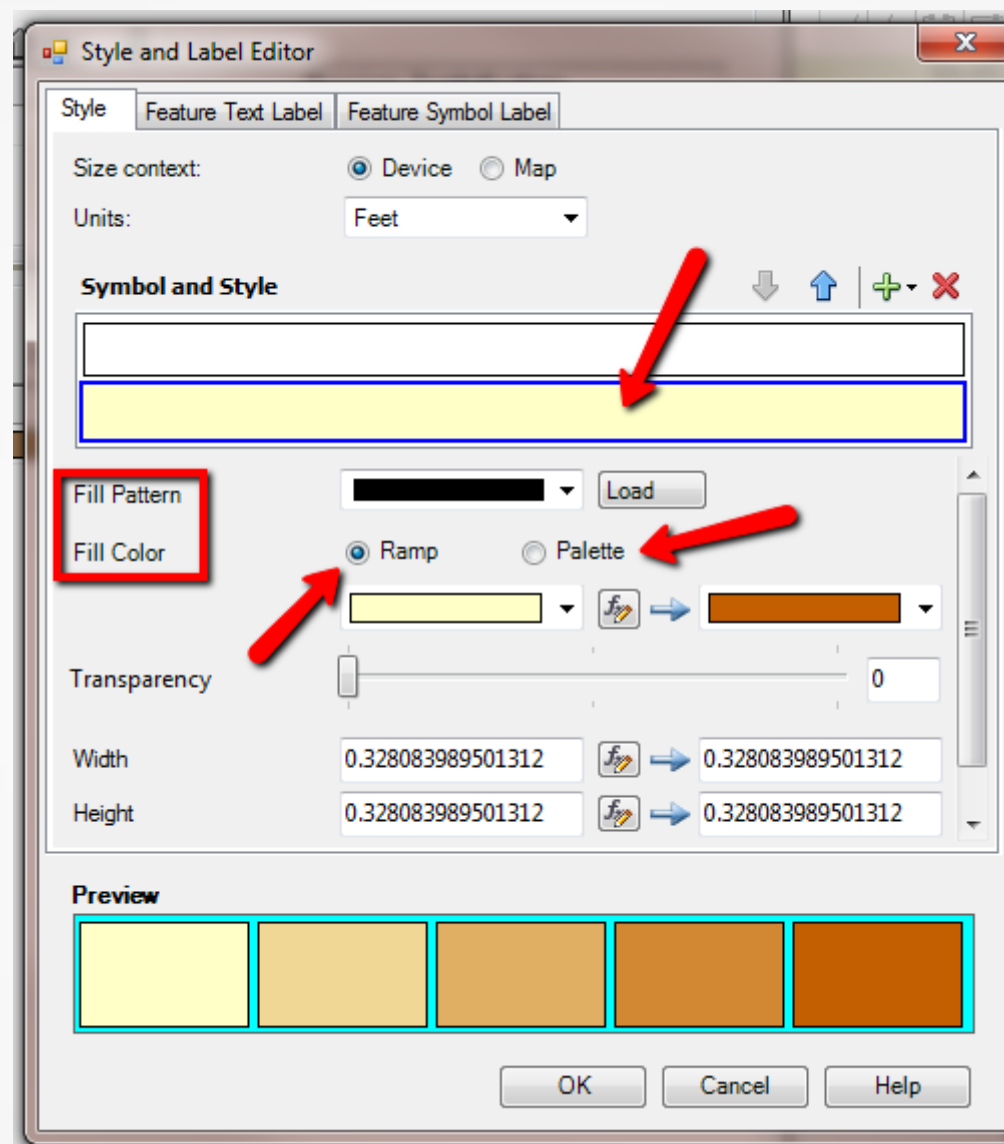 Style and Label Editor
Style Feature Text Label Feature Symbol Label
Size context: Device Map
Units: Feet
Symbol and Style
Fill Pattern Load
Fill Color Ramp Palette
Transparency 0
Width 0.328083989501312 0.328083989501312
Height 0.328083989501312 0.328083989501312
Preview
OK Cancel Help